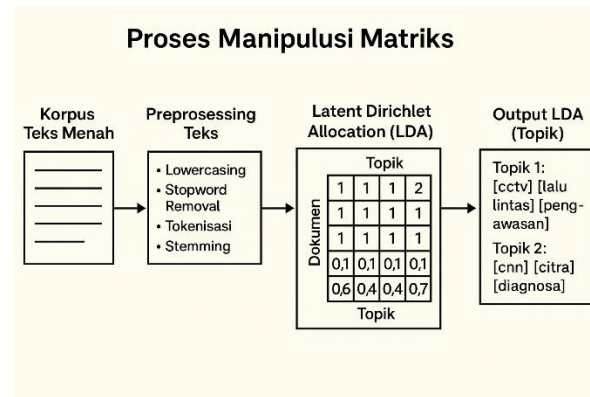 Proses Manipulusi Matriks
Korpus
Teks Menah
Preprosessing
Teks
• Lowercasing
• Stopword
Removal
• Tokenisasi
• Stemming
Latent Dirichlet
Allocation (LDA)
Topik
Dokumen
1 1 1 2
1 1 1 1
1 1 1 1
0,1 0,1 0,1 0,1
0,6 0,4 0,4 0,7
Topik
Output LDA
(Topik)
Topik 1:
[cctv] [lalu
lintas] [peng-
awasan]
Topik 2:
[cnn] [citra]
[diagnosa]